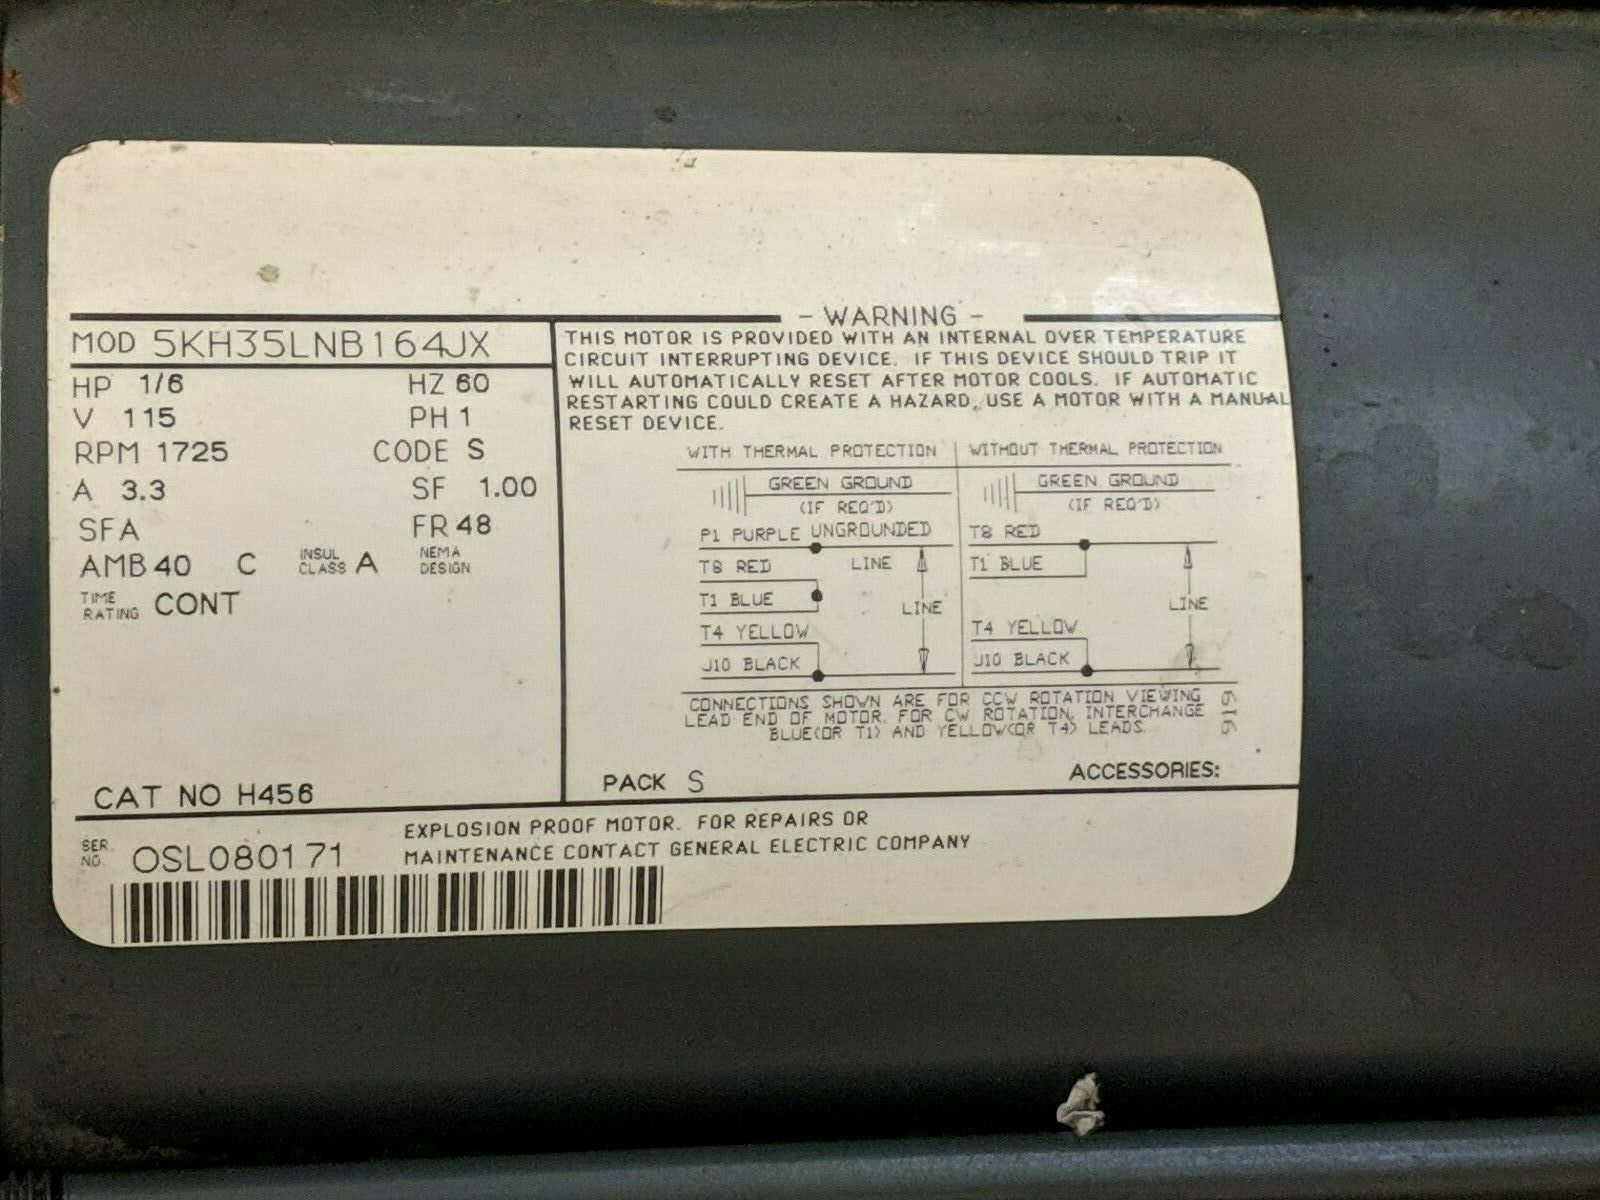 MOD 5KH35LNB164JX
HP 1/6 HZ 60
V 115 PH 1
RPM 1725 CODE S
A 3.3 SF 1.00
SFA FR 48
AMB 40 C INSUL CLASS A NEMA DESIGN
TIME RATING CONT
CAT NO H456
- WARNING -
THIS MOTOR IS PROVIDED WITH AN INTERNAL OVER TEMPERATURE
CIRCUIT INTERRUPTING DEVICE. IF THIS DEVICE SHOULD TRIP IT
WILL AUTOMATICALLY RESET AFTER MOTOR COOLS. IF AUTOMATIC
RESTARTING COULD CREATE A HAZARD, USE A MOTOR WITH A MANUAL
RESET DEVICE.
WITH THERMAL PROTECTION
GREEN GROUND
(IF REQ'D)
P1 PURPLE UNGROUNDED
T8 RED LINE
T1 BLUE
LINE
T4 YELLOW
J10 BLACK
WITHOUT THERMAL PROTECTION
GREEN GROUND
(IF REQ'D)
T8 RED
T1 BLUE
LINE
T4 YELLOW
J10 BLACK
CONNECTIONS SHOWN ARE FOR CCW ROTATION VIEWING
LEAD END OF MOTOR. FOR CW ROTATION, INTERCHANGE
BLUE(OR T1) AND YELLOW(OR T4) LEADS.
916
PACK S ACCESSORIES:
SER. NO. OSL080171
EXPLOSION PROOF MOTOR. FOR REPAIRS OR
MAINTENANCE CONTACT GENERAL ELECTRIC COMPANY